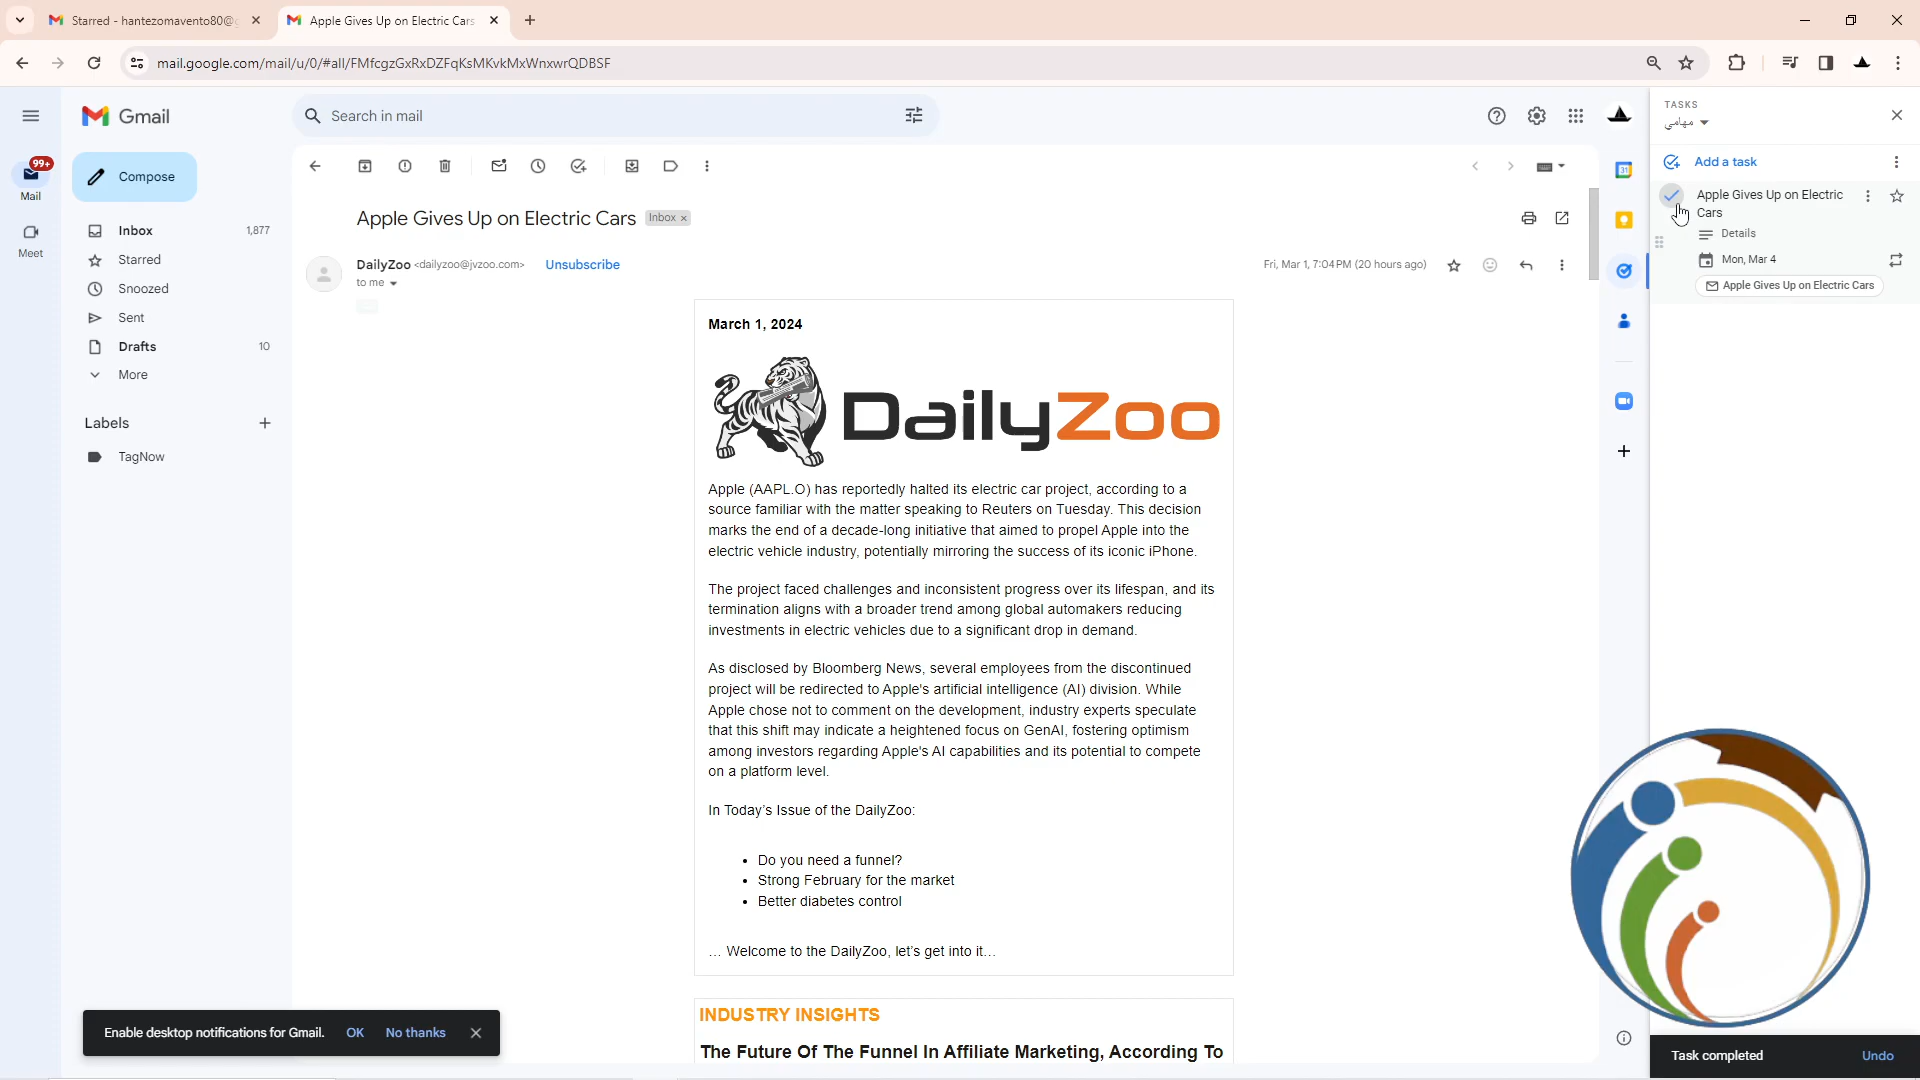 Starred - hantezomavento80@
Apple Gives Up on Electric Cars
mail.google.com/mail/u/0/#all/FMfcgzGxRxDZFqKsMKvkMxWnxwrQDBSF
Gmail
Search in mail
TASKS
مهامي
99+
Mail
Meet
Compose
Inbox 1,877
Starred
Snoozed
Sent
Drafts 10
More
Labels
TagNow
Apple Gives Up on Electric Cars Inbox ×
DailyZoo <dailyzoo@jvzoo.com> Unsubscribe
Fri, Mar 1, 7:04 PM (20 hours ago)
to me
March 1, 2024
DailyZoo
Apple (AAPL.O) has reportedly halted its electric car project, according to a
source familiar with the matter speaking to Reuters on Tuesday. This decision
marks the end of a decade-long initiative that aimed to propel Apple into the
electric vehicle industry, potentially mirroring the success of its iconic iPhone.
The project faced challenges and inconsistent progress over its lifespan, and its
termination aligns with a broader trend among global automakers reducing
investments in electric vehicles due to a significant drop in demand.
As disclosed by Bloomberg News, several employees from the discontinued
project will be redirected to Apple's artificial intelligence (AI) division. While
Apple chose not to comment on the development, industry experts speculate
that this shift may indicate a heightened focus on GenAI, fostering optimism
among investors regarding Apple's AI capabilities and its potential to compete
on a platform level.
In Today's Issue of the DailyZoo:
• Do you need a funnel?
• Strong February for the market
• Better diabetes control
... Welcome to the DailyZoo, let's get into it...
INDUSTRY INSIGHTS
The Future Of The Funnel In Affiliate Marketing, According To
31
Add a task
Apple Gives Up on Electric
Cars
Details
Mon, Mar 4
Apple Gives Up on Electric Cars
Enable desktop notifications for Gmail. OK No thanks
Task completed Undo